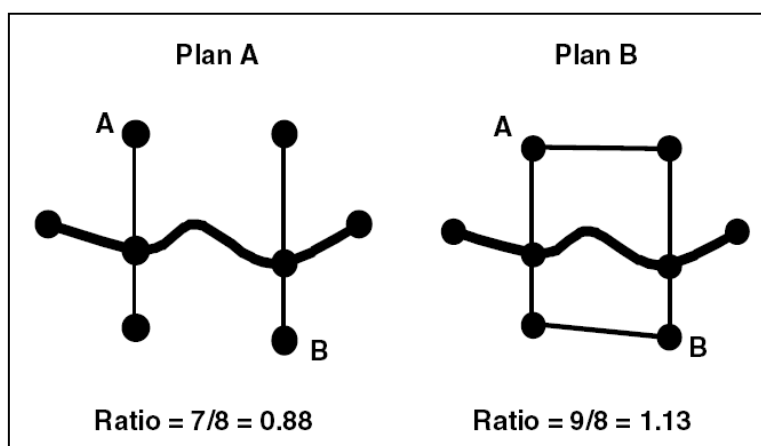 Plan A
A
B
Ratio = 7/8 = 0.88
Plan B
A
B
Ratio = 9/8 = 1.13